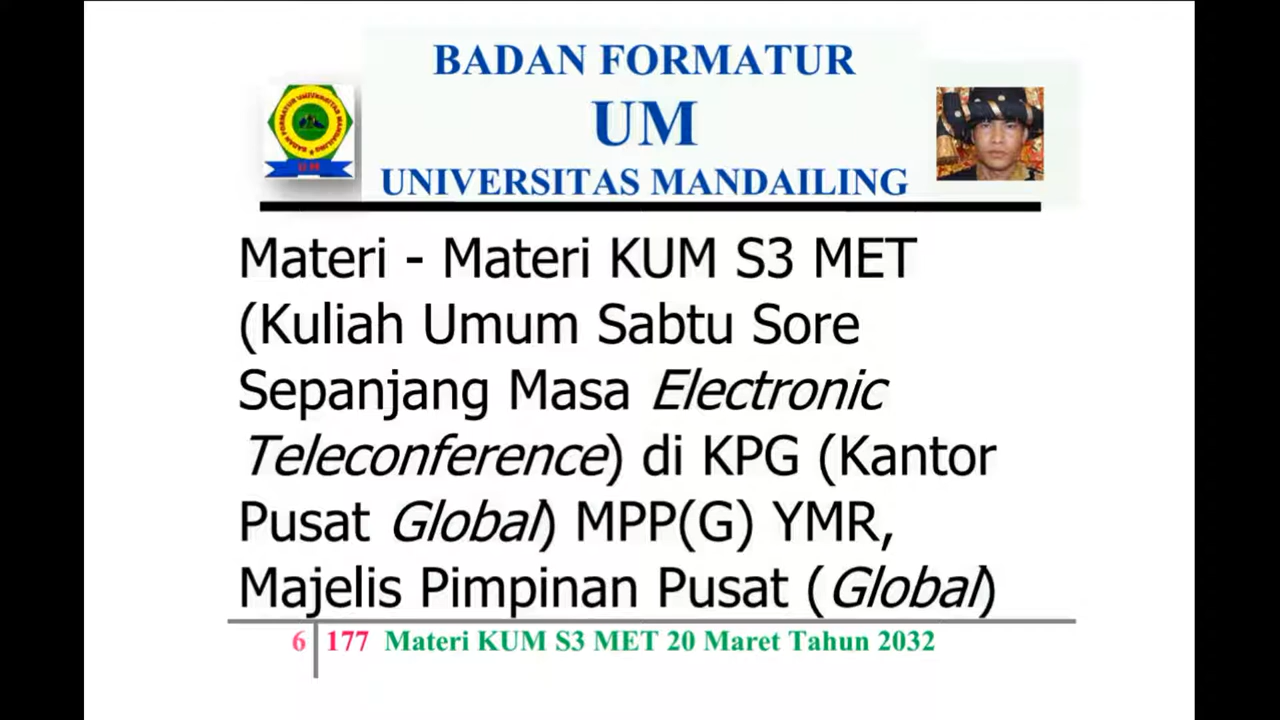 BADAN FORMATUR
UM
UNIVERSITAS MANDAILING
Materi - Materi KUM S3 MET
(Kuliah Umum Sabtu Sore
Sepanjang Masa Electronic
Teleconference) di KPG (Kantor
Pusat Global) MPP(G) YMR,
Majelis Pimpinan Pusat (Global)
6 177 Materi KUM S3 MET 20 Maret Tahun 2032